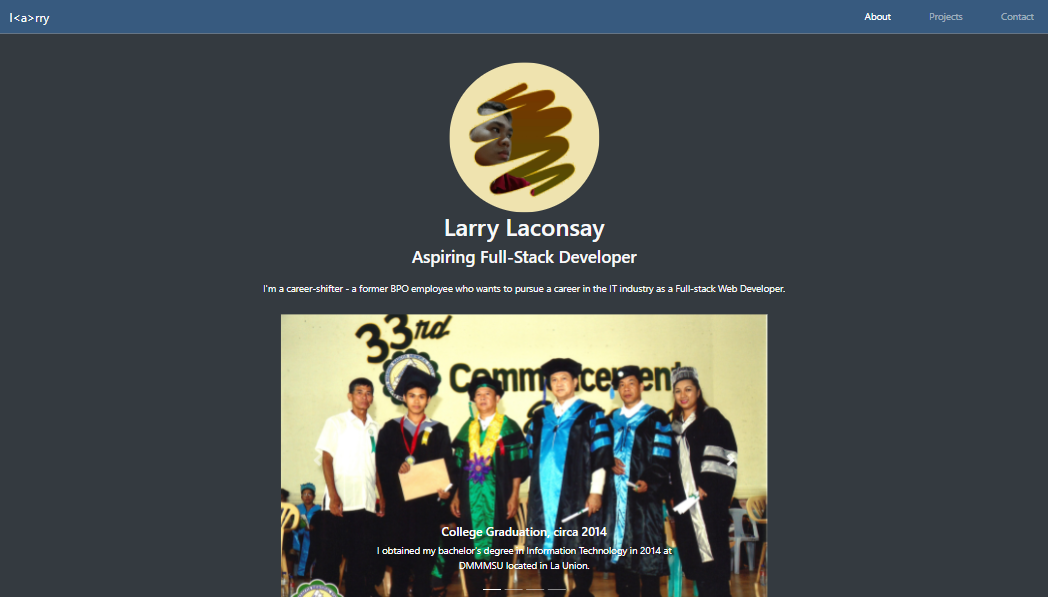 l<a>rry
About
Projects
Contact
Larry Laconsay
Aspiring Full-Stack Developer
I'm a career-shifter - a former BPO employee who wants to pursue a career in the IT industry as a Full-stack Web Developer.
33rd
Commencement
College Graduation, circa 2014
I obtained my bachelor's degree in Information Technology in 2014 at
DMMMSU located in La Union.